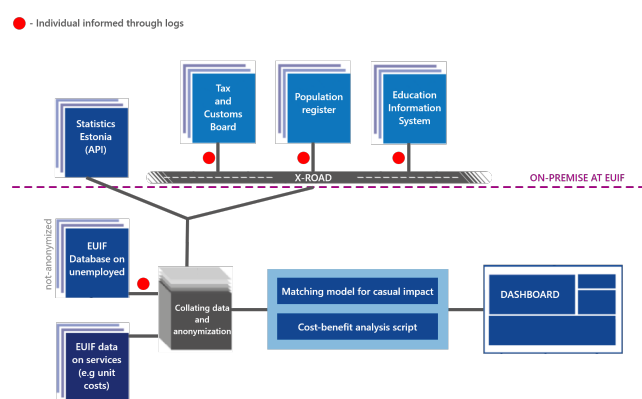 - Individual informed through logs
Tax
and
Customs
Board
Population
register
Education
Information
System
Statistics
Estonia
(API)
X-ROAD
ON-PREMISE AT EUIF
not-anonymized
EUIF
Database on
unemployed
Collating data
and
anonymization
Matching model for casual impact
Cost-benefit analysis script
DASHBOARD
EUIF data
on services
(e.g unit
costs)